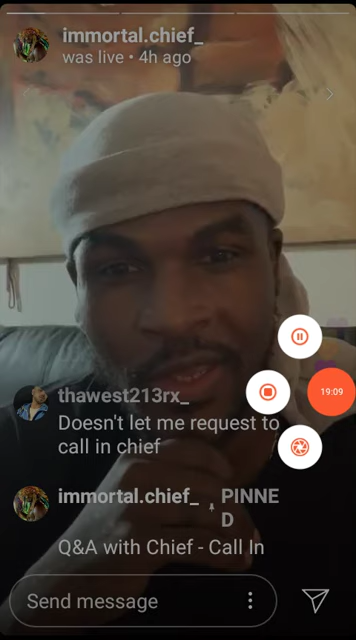 immortal.chief_
was live • 4h ago
19:09
thawest213rx_
Doesn't let me request to
call in chief
immortal.chief_ PINNE
D
Q&A with Chief - Call In
Send message